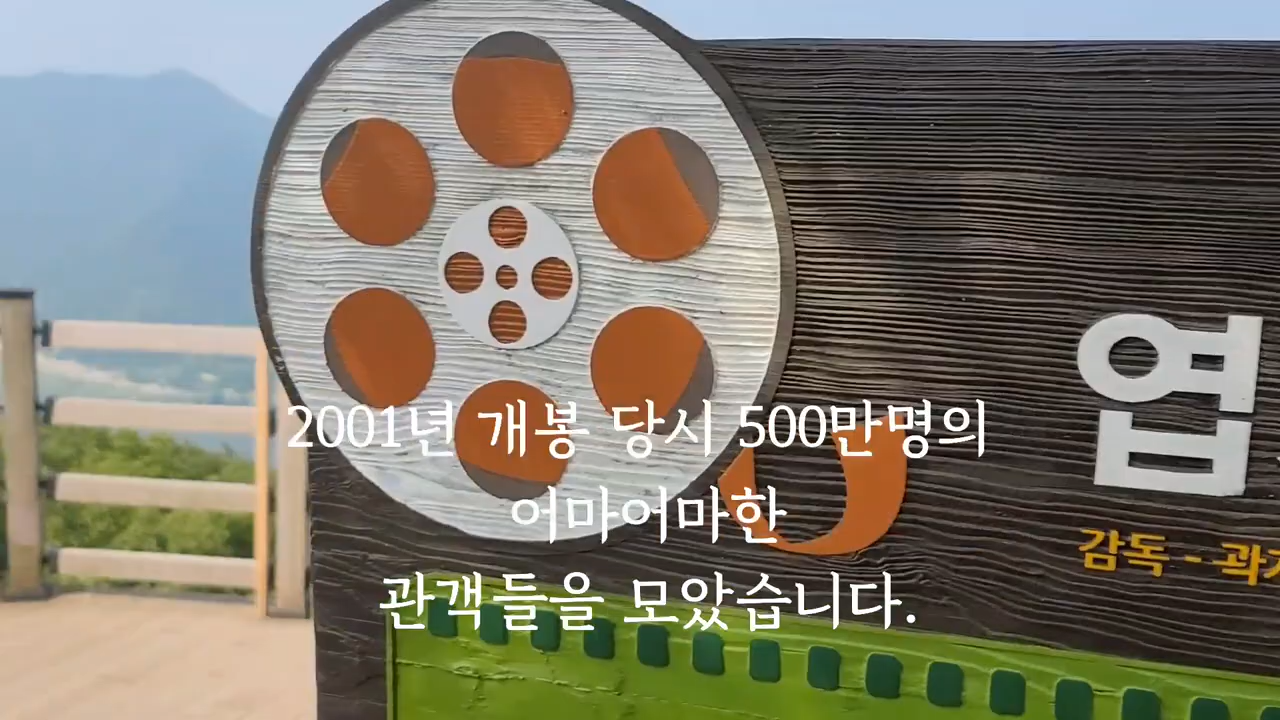 엽
감독 - 곽
2001년 개봉 당시 500만명의
어마어마한
관객들을 모았습니다.